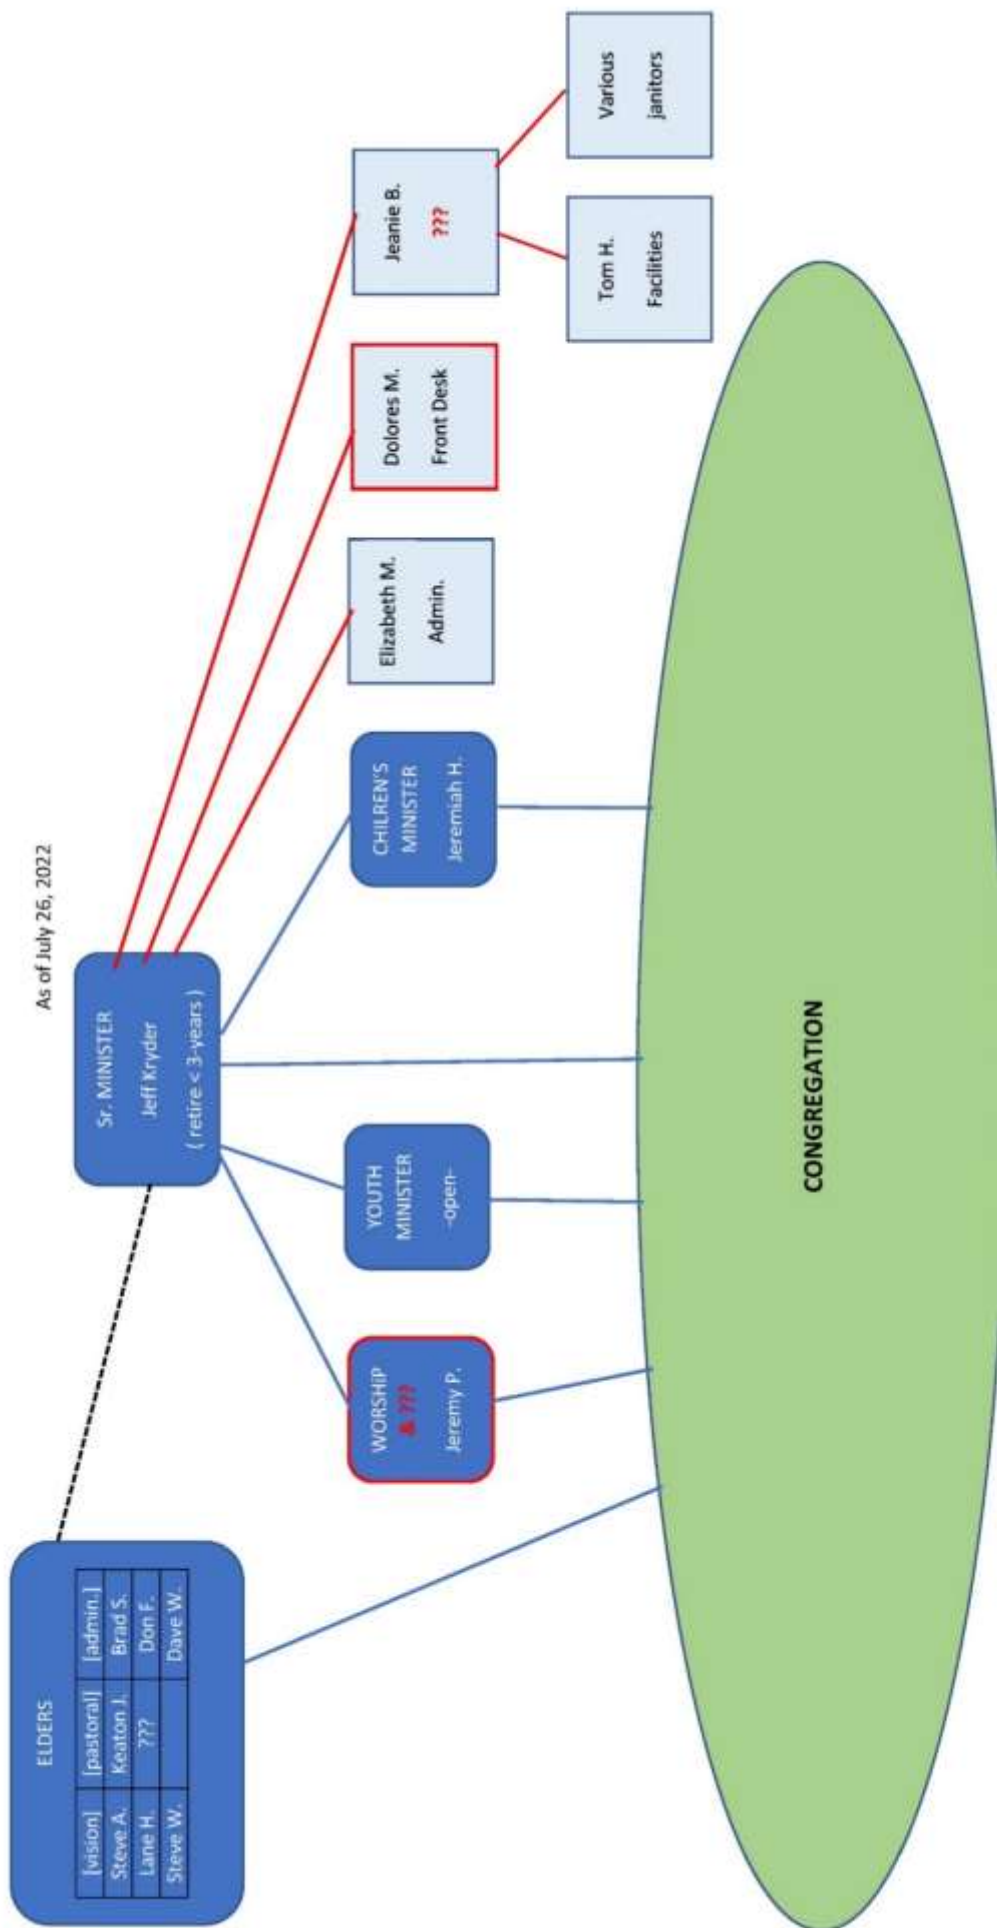 As of July 26, 2022
ELDERS
[vision] [pastoral] [admin.]
Steve A. Keaton J. Brad S.
Lane H. ??? Don F.
Steve W. Dave W.
Sr. MINISTER
Jeff Kryder
( retire < 3-years )
WORSHiP
& ???
Jeremy P.
YOUTH
MINISTER
-open-
CHILREN'S
MINISTER
Jeremiah H.
Elizabeth M.
Admin.
Dolores M.
Front Desk
Jeanie B.
???
Tom H.
Facilities
Various
janitors
CONGREGATION